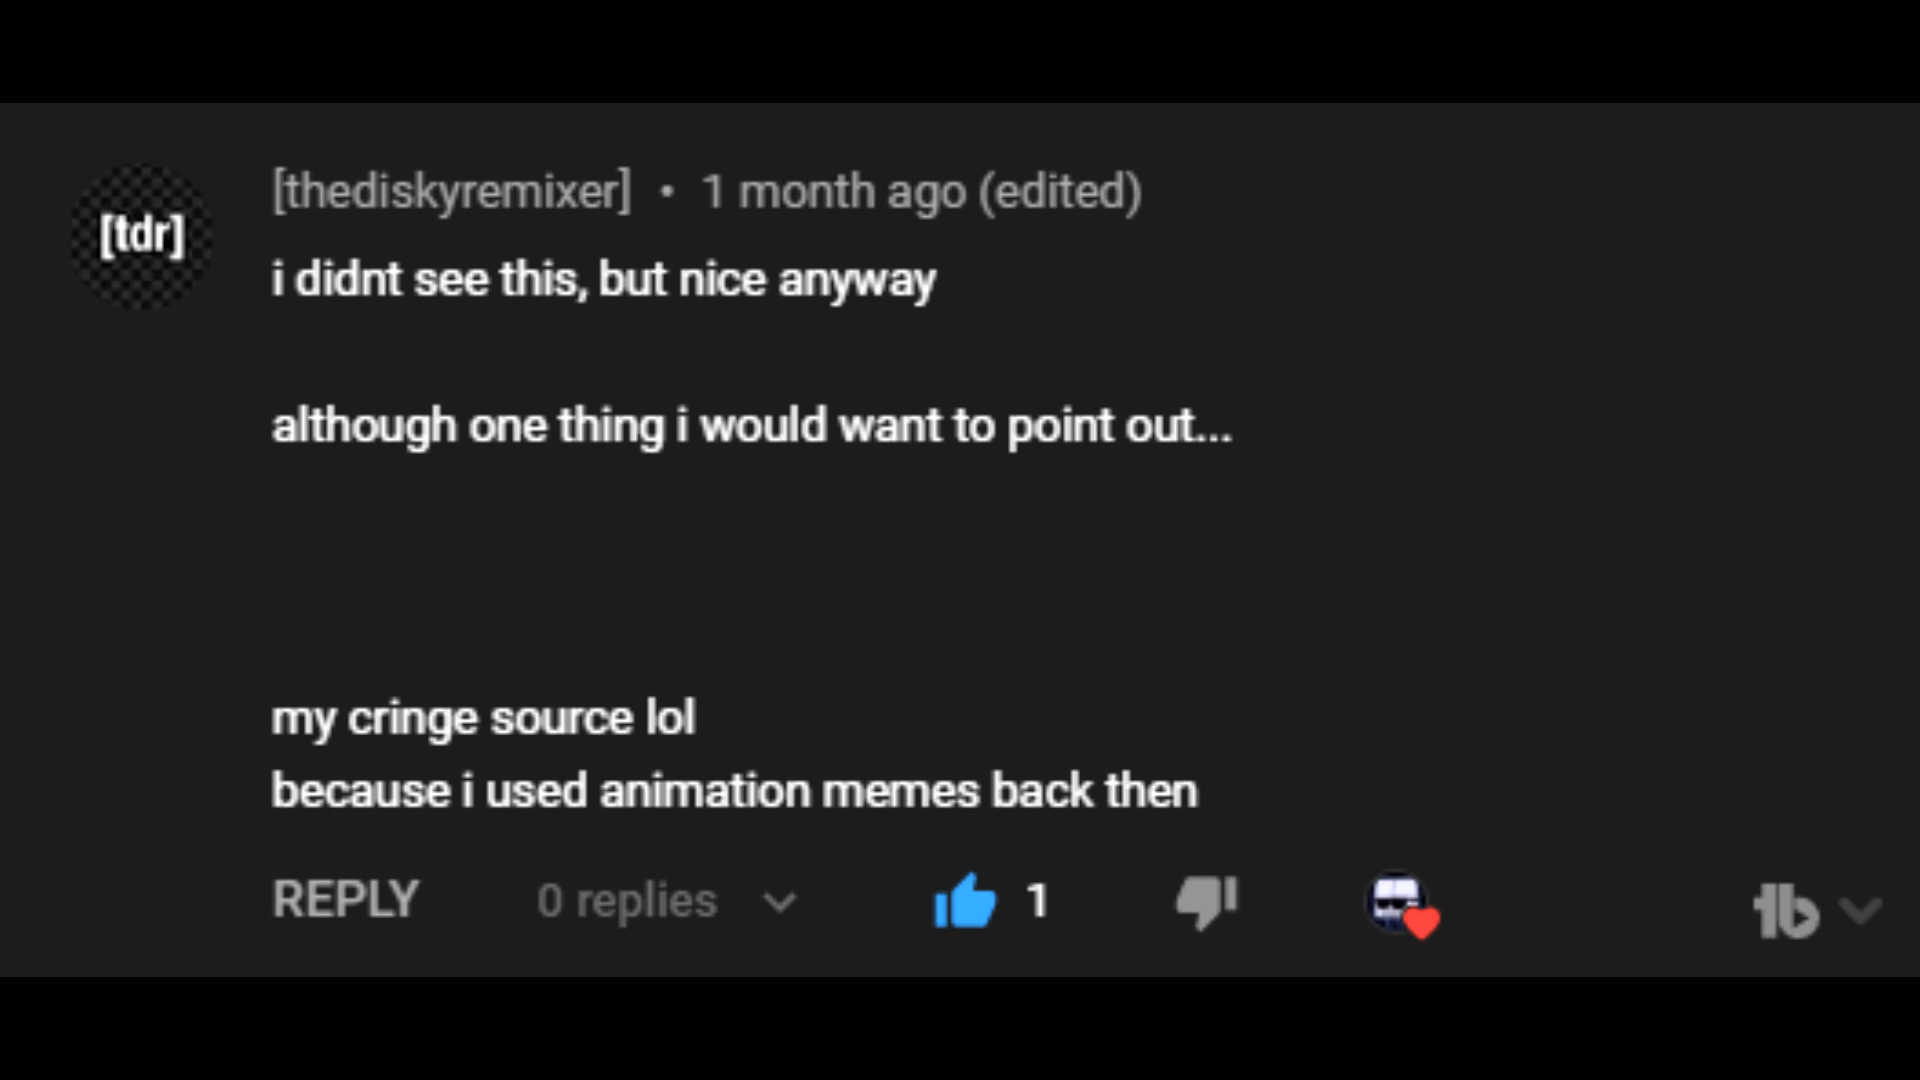 [tdr]
[thediskyremixer] • 1 month ago (edited)
i didnt see this, but nice anyway
although one thing i would want to point out...
my cringe source lol
because i used animation memes back then
REPLY 0 replies 1
tb